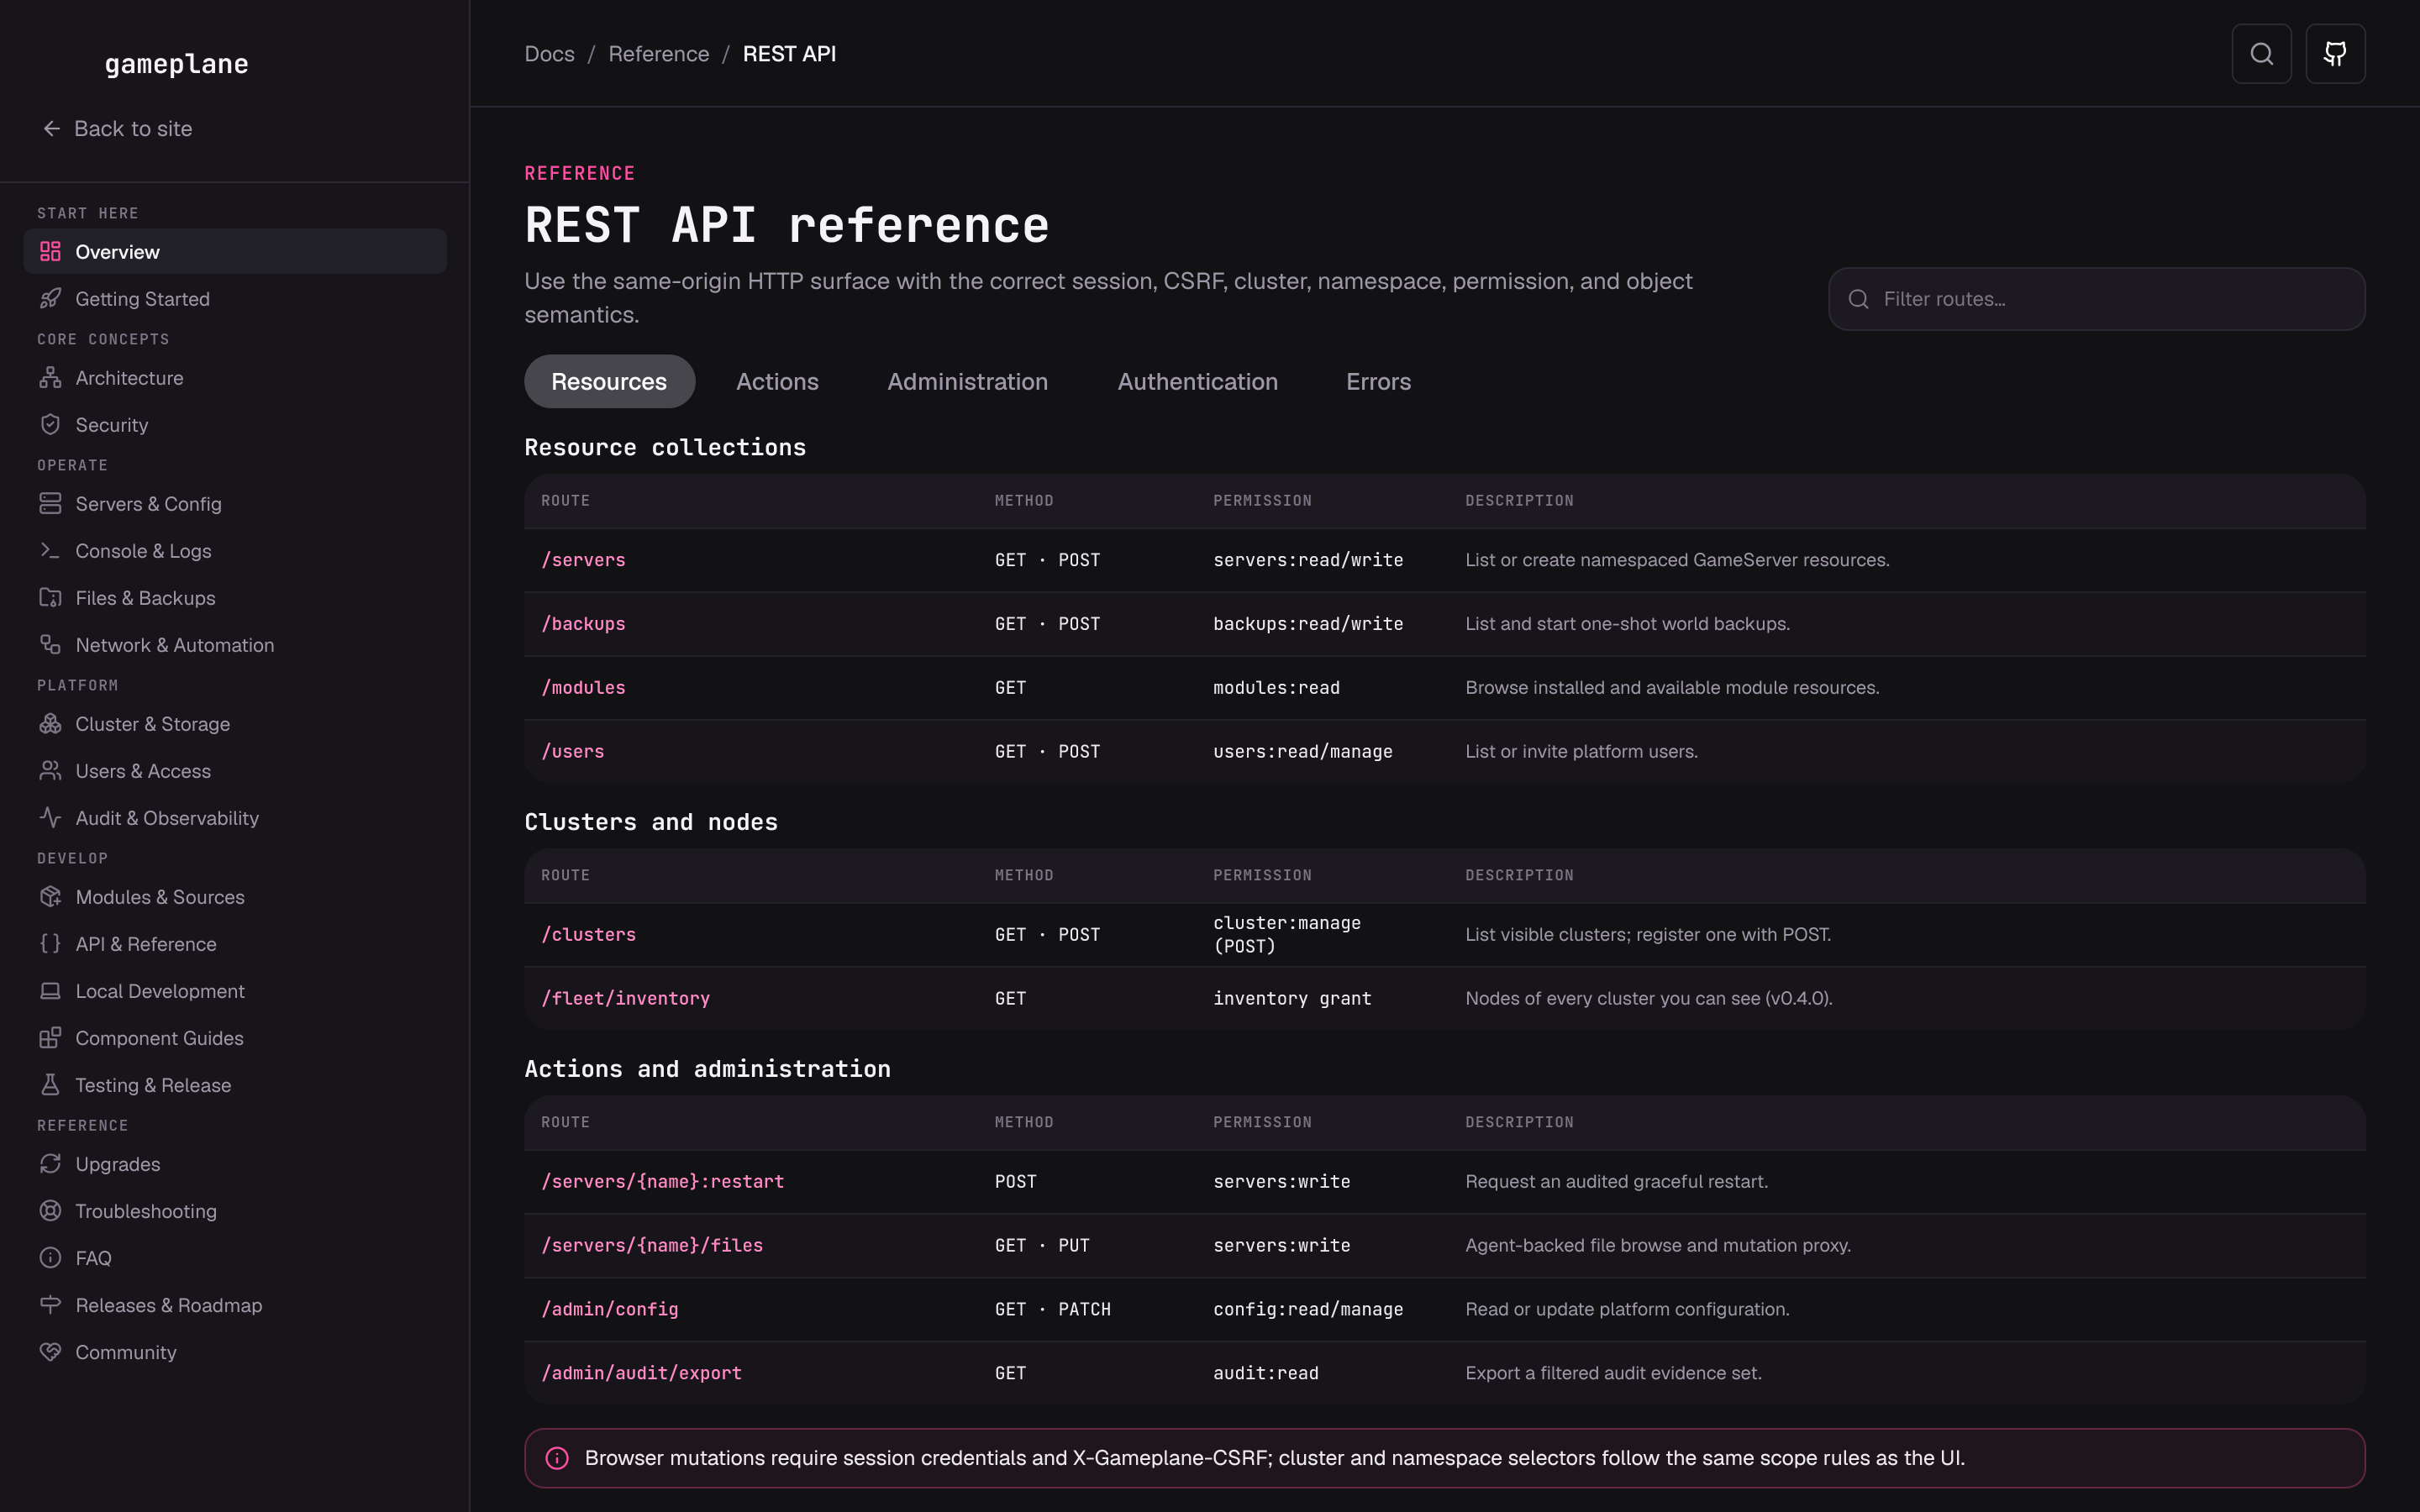 gameplane
Back to site
START HERE
Overview
Getting Started
CORE CONCEPTS
Architecture
Security
OPERATE
Servers & Config
Console & Logs
Files & Backups
Network & Automation
PLATFORM
Cluster & Storage
Users & Access
Audit & Observability
DEVELOP
Modules & Sources
API & Reference
Local Development
Component Guides
Testing & Release
REFERENCE
Upgrades
Troubleshooting
FAQ
Releases & Roadmap
Community
Docs / Reference / REST API
REFERENCE
REST API reference
Use the same-origin HTTP surface with the correct session, CSRF, cluster, namespace, permission, and object
semantics.
Filter routes...
Resources Actions Administration Authentication Errors
Resource collections
ROUTE METHOD PERMISSION DESCRIPTION
/servers GET · POST servers:read/write List or create namespaced GameServer resources.
/backups GET · POST backups:read/write List and start one-shot world backups.
/modules GET modules:read Browse installed and available module resources.
/users GET · POST users:read/manage List or invite platform users.
Clusters and nodes
ROUTE METHOD PERMISSION DESCRIPTION
/clusters GET · POST cluster:manage (POST) List visible clusters; register one with POST.
/fleet/inventory GET inventory grant Nodes of every cluster you can see (v0.4.0).
Actions and administration
ROUTE METHOD PERMISSION DESCRIPTION
/servers/{name}:restart POST servers:write Request an audited graceful restart.
/servers/{name}/files GET · PUT servers:write Agent-backed file browse and mutation proxy.
/admin/config GET · PATCH config:read/manage Read or update platform configuration.
/admin/audit/export GET audit:read Export a filtered audit evidence set.
Browser mutations require session credentials and X-Gameplane-CSRF; cluster and namespace selectors follow the same scope rules as the UI.